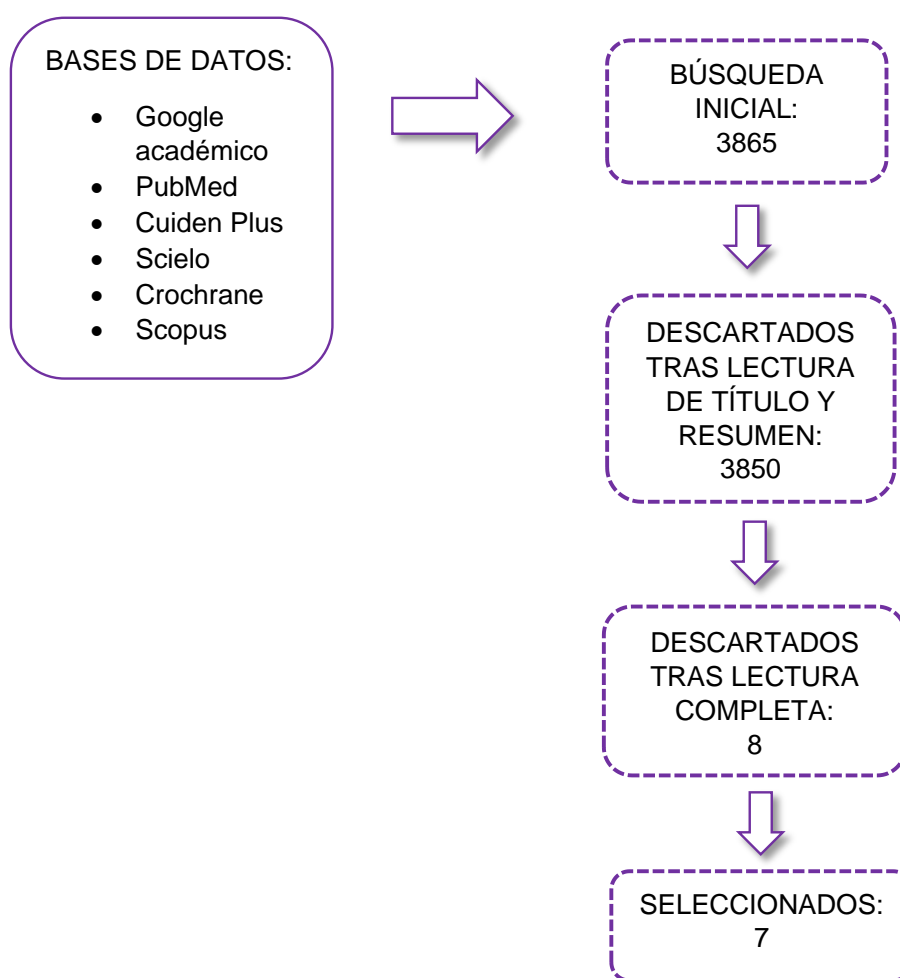 BASES DE DATOS:
• Google
académico
• PubMed
• Cuiden Plus
• Scielo
• Crochrane
• Scopus
BÚSQUEDA
INICIAL:
3865
DESCARTADOS
TRAS LECTURA
DE TÍTULO Y
RESUMEN:
3850
DESCARTADOS
TRAS LECTURA
COMPLETA:
8
SELECCIONADOS:
7